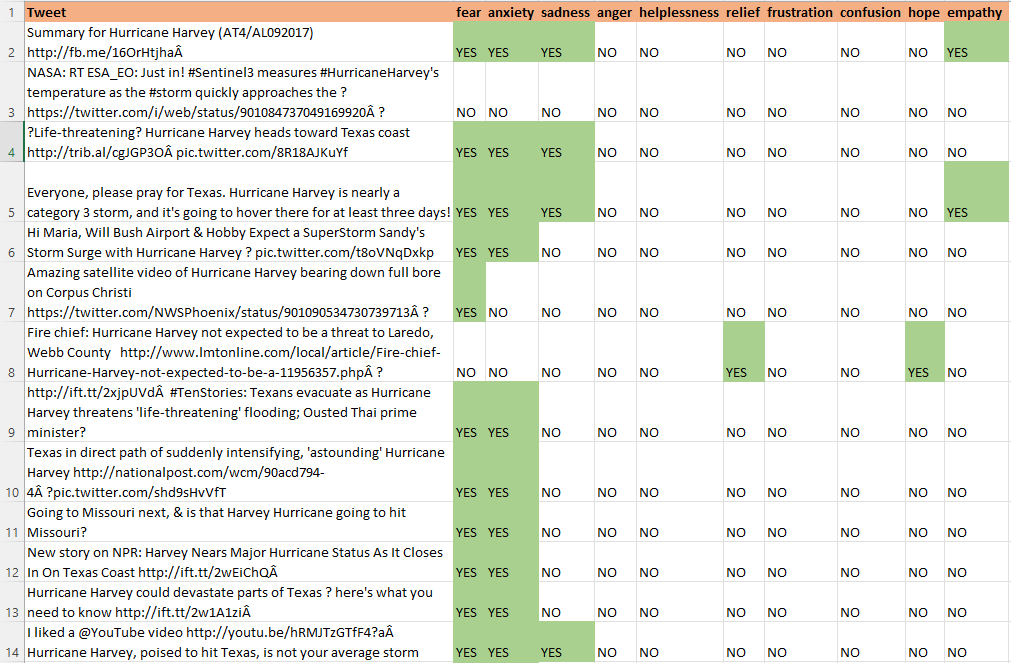 1 Tweet fear anxiety sadness anger helplessness relief frustration confusion hope empathy
Summary for Hurricane Harvey (AT4/AL092017)
2 http://fb.me/16OrHtjhaÂ YES YES YES NO NO NO NO NO NO YES
NASA: RT ESA_EO: Just in! #Sentinel3 measures #HurricaneHarvey's
temperature as the #storm quickly approaches the ?
3 https://twitter.com/i/web/status/901084737049169920Â ? NO NO NO NO NO NO NO NO NO NO
?Life-threatening? Hurricane Harvey heads toward Texas coast
4 http://trib.al/cgJGP3OÂ pic.twitter.com/8R18AJKuYf YES YES YES NO NO NO NO NO NO NO
Everyone, please pray for Texas. Hurricane Harvey is nearly a
5 category 3 storm, and it's going to hover there for at least three days! YES YES YES NO NO NO NO NO NO YES
Hi Maria, Will Bush Airport & Hobby Expect a SuperStorm Sandy's
6 Storm Surge with Hurricane Harvey ? pic.twitter.com/t8oVNqDxkp YES YES NO NO NO NO NO NO NO NO
Amazing satellite video of Hurricane Harvey bearing down full bore
on Corpus Christi
7 https://twitter.com/NWSPhoenix/status/901090534730739713Â ? YES NO NO NO NO NO NO NO NO NO
Fire chief: Hurricane Harvey not expected to be a threat to Laredo,
Webb County http://www.lmtonline.com/local/article/Fire-chief-
8 Hurricane-Harvey-not-expected-to-be-a-11956357.phpÂ ? NO NO NO NO NO YES NO NO YES NO
http://ift.tt/2xjpUVdÂ #TenStories: Texans evacuate as Hurricane
Harvey threatens 'life-threatening' flooding; Ousted Thai prime
9 minister? YES YES NO NO NO NO NO NO NO NO
Texas in direct path of suddenly intensifying, 'astounding' Hurricane
Harvey http://nationalpost.com/wcm/90acd794-
10 4Â ?pic.twitter.com/shd9sHvVfT YES YES NO NO NO NO NO NO NO NO
Going to Missouri next, & is that Harvey Hurricane going to hit
11 Missouri? YES YES NO NO NO NO NO NO NO NO
New story on NPR: Harvey Nears Major Hurricane Status As It Closes
12 In On Texas Coast http://ift.tt/2wEiChQÂ YES YES NO NO NO NO NO NO NO NO
Hurricane Harvey could devastate parts of Texas ? here's what you
13 need to know http://ift.tt/2w1A1ziÂ YES YES NO NO NO NO NO NO NO NO
I liked a @YouTube video http://youtu.be/hRMJTzGTfF4?aÂ
14 Hurricane Harvey, poised to hit Texas, is not your average storm YES YES YES NO NO NO NO NO NO NO